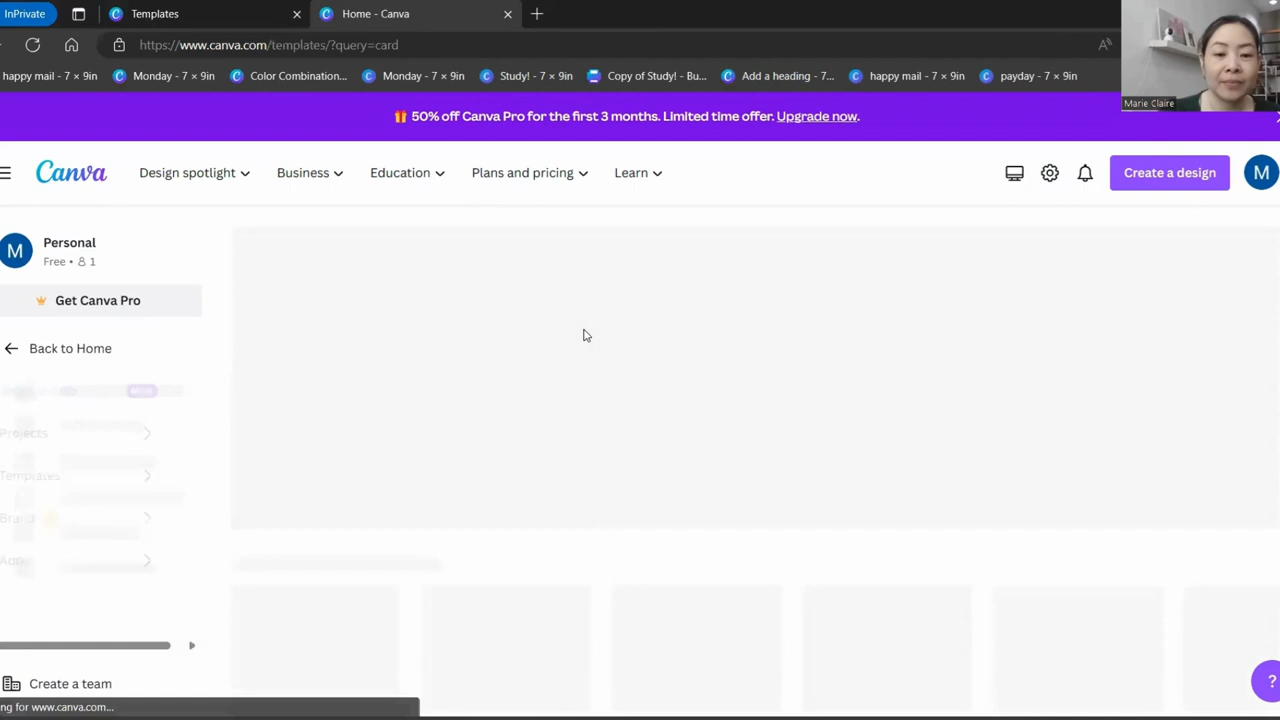 InPrivate
Templates
Home - Canva
https://www.canva.com/templates/?query=card
happy mail - 7 × 9in
Monday - 7 × 9in
Color Combination...
Monday - 7 × 9in
Study! - 7 × 9in
Copy of Study! - Bu...
Add a heading - 7...
happy mail - 7 × 9in
payday - 7 × 9in
Marie Claire
50% off Canva Pro for the first 3 months. Limited time offer. Upgrade now.
Canva
Design spotlight
Business
Education
Plans and pricing
Learn
Create a design
M
M
Personal
Free • 1
Get Canva Pro
Back to Home
Projects
Templates
Brand
Create a team
?
ng for www.canva.com...